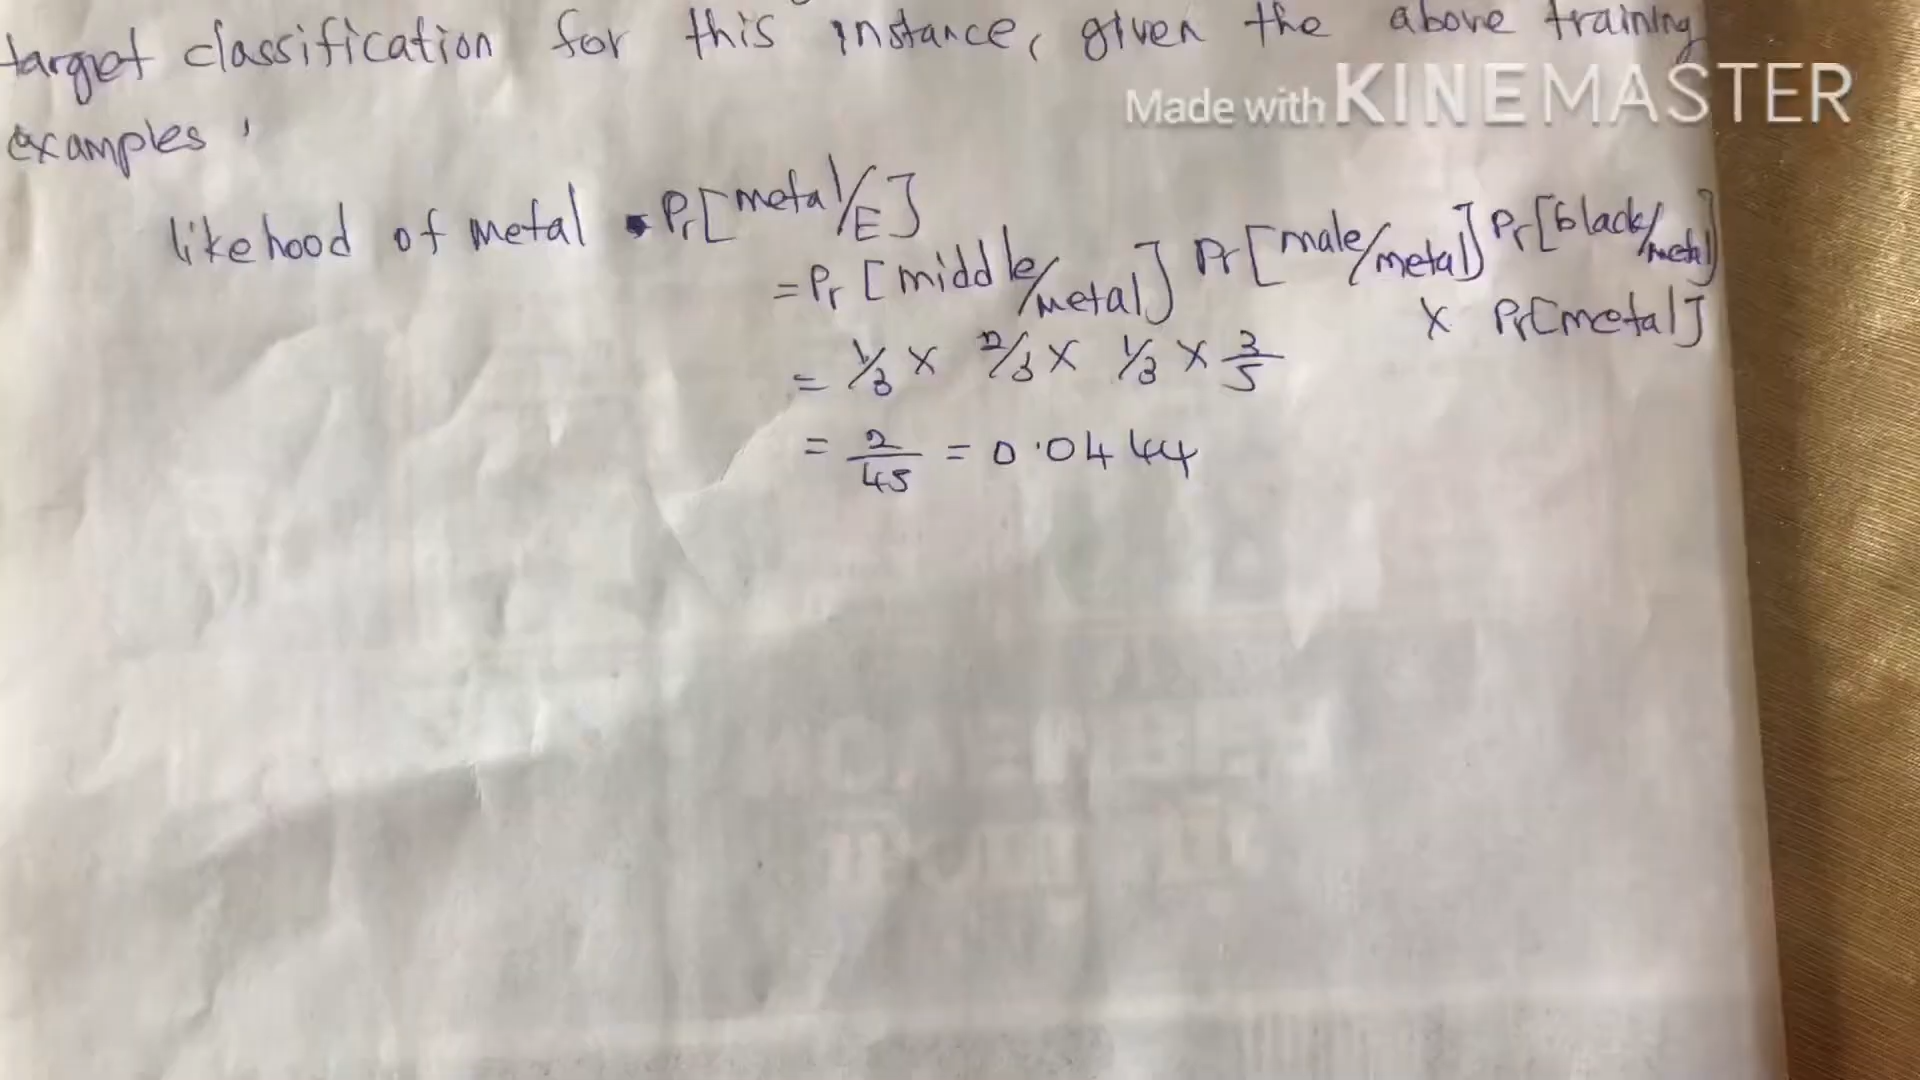 target classification for this instance, given the above training
Made with KINEMASTER
examples,
likehood of metal = Pr[metal/E]
= Pr[middle/metal] Pr[male/metal] Pr[black/metal]
x Pr[metal]
= 1/3 x 2/3 x 1/3 x 3/5
= 2/45 = 0.0444